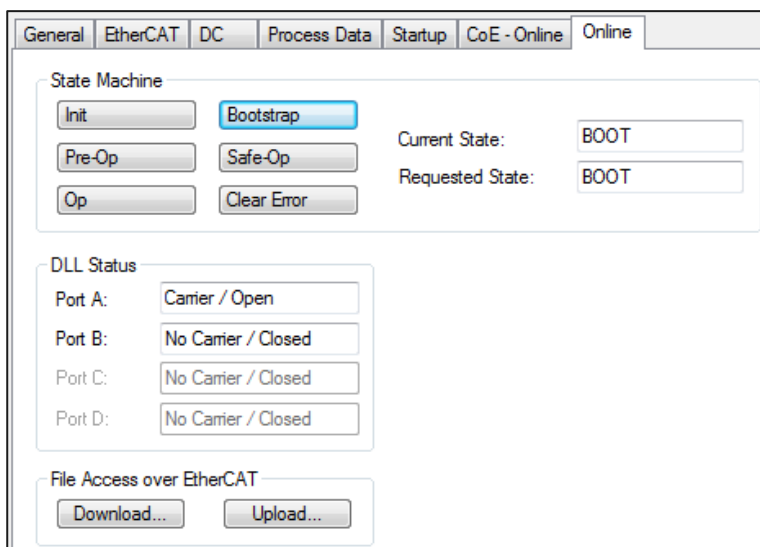 General EtherCAT DC Process Data Startup CoE - Online Online
State Machine
Init Bootstrap
Current State: BOOT
Pre-Op Safe-Op
Requested State: BOOT
Op Clear Error
DLL Status
Port A: Carrier / Open
Port B: No Carrier / Closed
Port C: No Carrier / Closed
Port D: No Carrier / Closed
File Access over EtherCAT
Download... Upload...